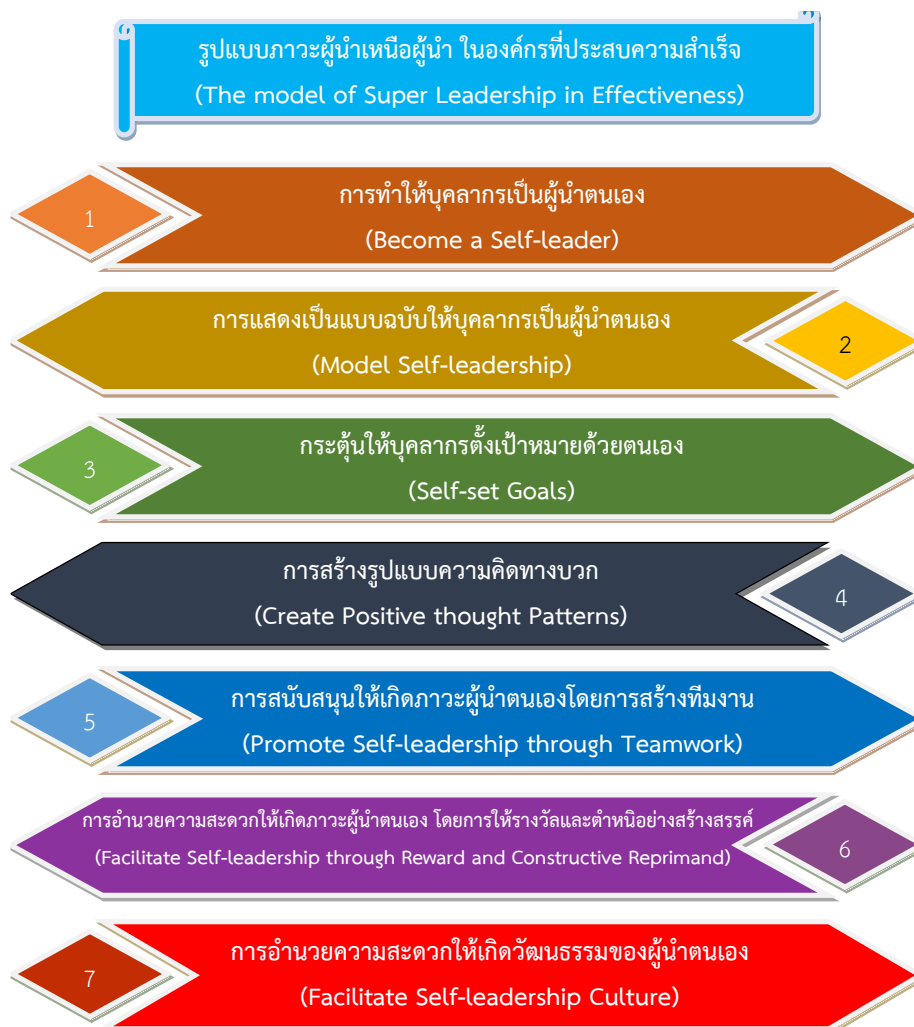 รูปแบบภาวะผู้นำเหนือผู้นำ ในองค์กรที่ประสบความสำเร็จ
(The model of Super Leadership in Effectiveness)
1
การทำให้บุคลากรเป็นผู้นำตนเอง
(Become a Self-leader)
การแสดงเป็นแบบฉบับให้บุคลากรเป็นผู้นำตนเอง
(Model Self-leadership)
2
3
กระตุ้นให้บุคลากรตั้งเป้าหมายด้วยตนเอง
(Self-set Goals)
การสร้างรูปแบบความคิดทางบวก
(Create Positive thought Patterns)
4
5
การสนับสนุนให้เกิดภาวะผู้นำตนเองโดยการสร้างทีมงาน
(Promote Self-leadership through Teamwork)
การอำนวยความสะดวกให้เกิดภาวะผู้นำตนเอง โดยการให้รางวัลและตำหนิอย่างสร้างสรรค์
(Facilitate Self-leadership through Reward and Constructive Reprimand)
6
7
การอำนวยความสะดวกให้เกิดวัฒนธรรมของผู้นำตนเอง
(Facilitate Self-leadership Culture)